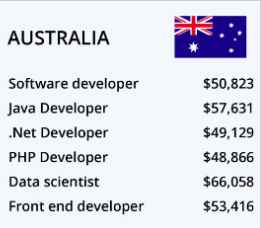 AUSTRALIA
Software developer $50,823
Java Developer $57,631
.Net Developer $49,129
PHP Developer $48,866
Data scientist $66,058
Front end developer $53,416